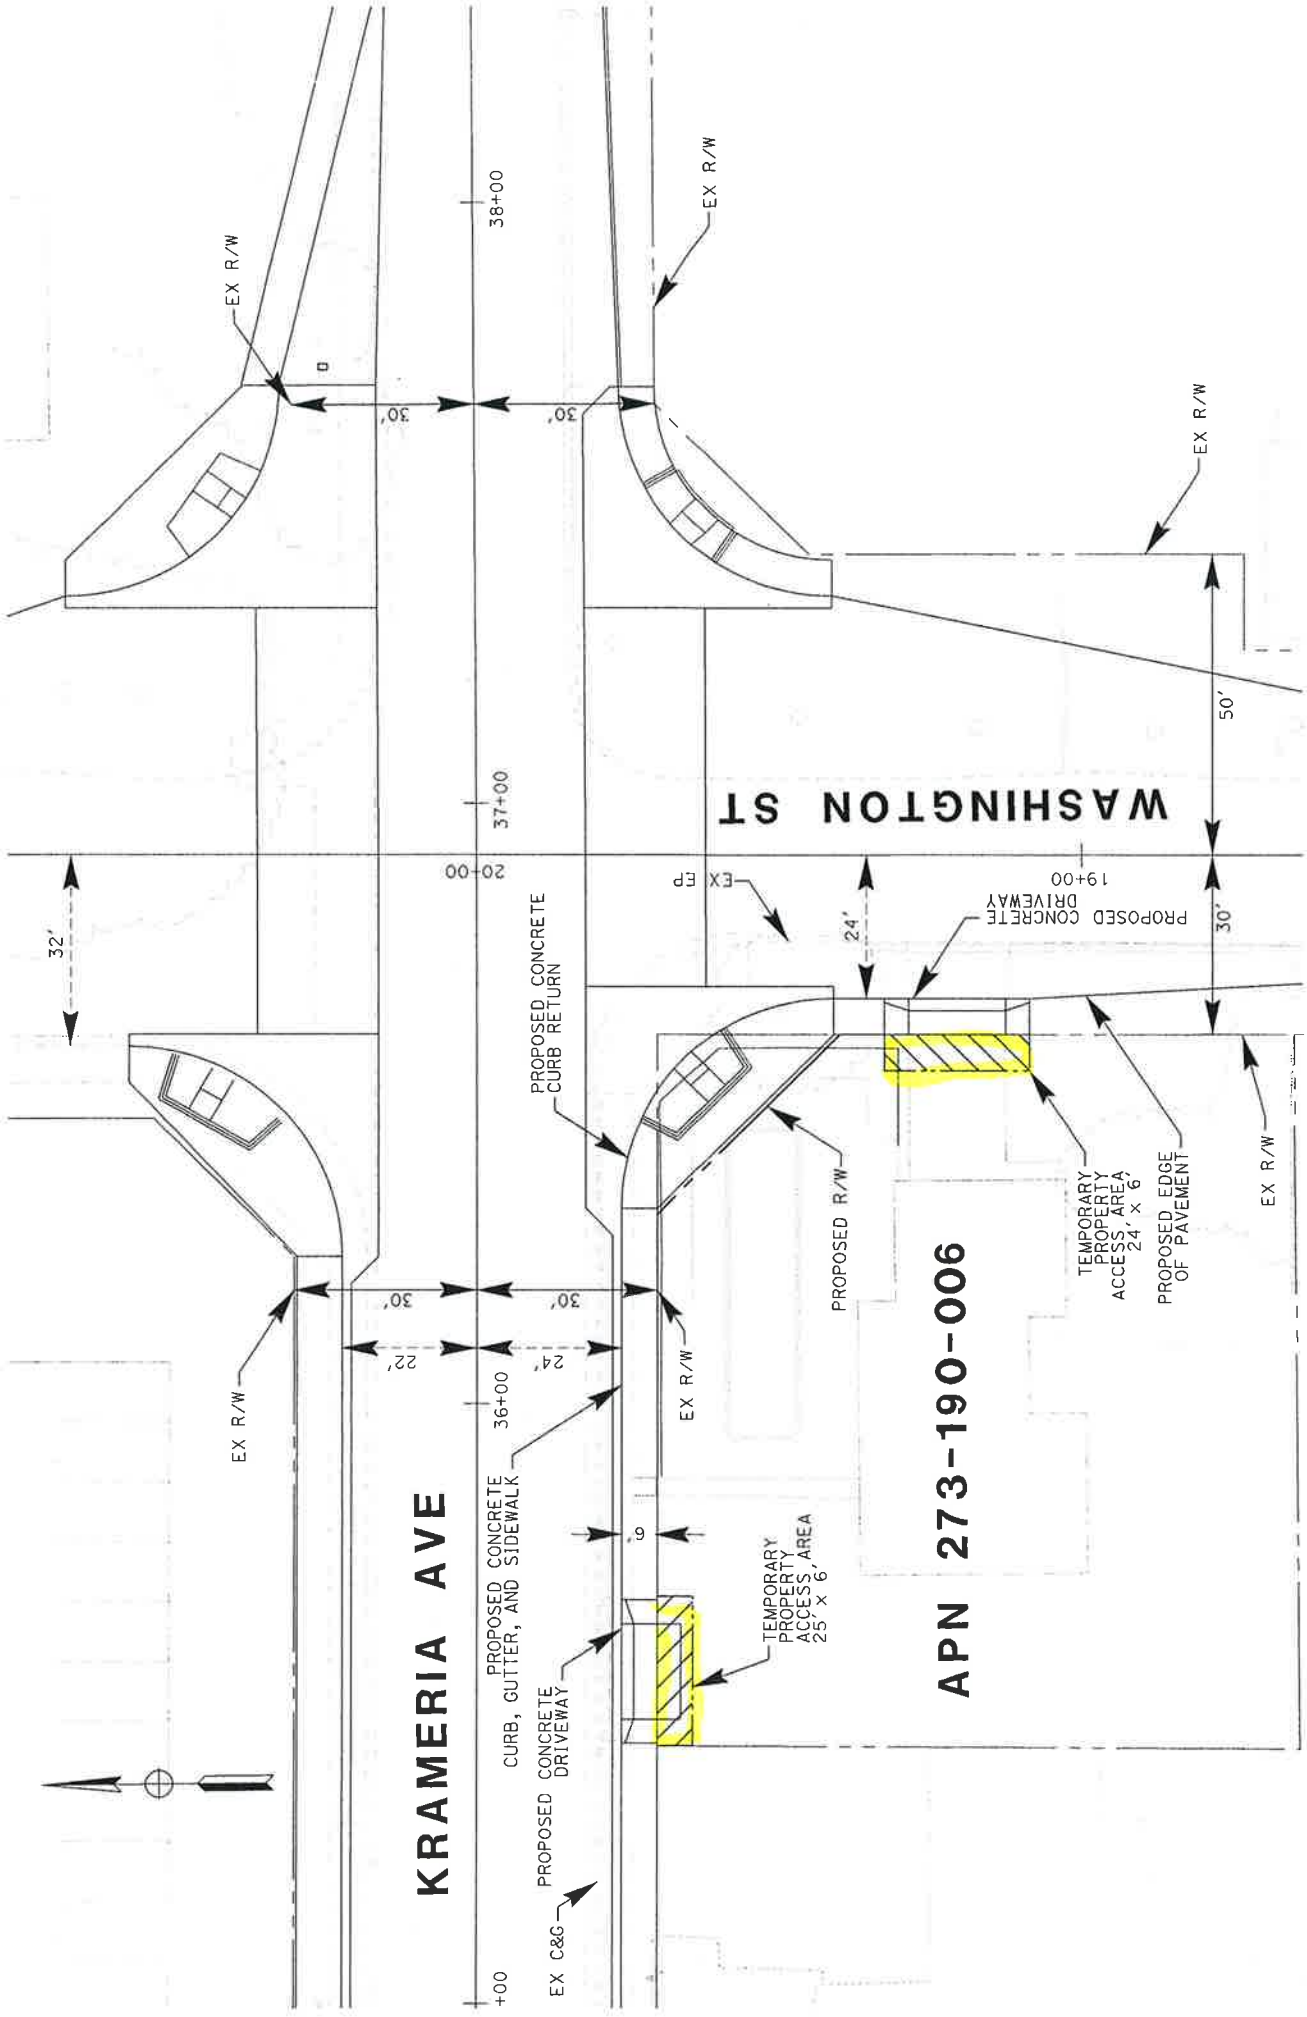 EX R/W
32'
KRAMERIA AVE
30'
22'
30'
24'
36+00
37+00
38+00
+00
20+00
30'
30'
EX R/W
EX R/W
EX R/W
EX R/W
PROPOSED CONCRETE
CURB, GUTTER, AND SIDEWALK
PROPOSED CONCRETE
DRIVEWAY
EX C&G
PROPOSED CONCRETE
CURB RETURN
6'
TEMPORARY
PROPERTY
ACCESS AREA
25' x 6'
EX EP
24'
WASHINGTON ST
PROPOSED CONCRETE
DRIVEWAY
19+00
30'
50'
PROPOSED R/W
APN 273-190-006
TEMPORARY
PROPERTY
ACCESS AREA
24' x 6'
PROPOSED EDGE
OF PAVEMENT
EX R/W